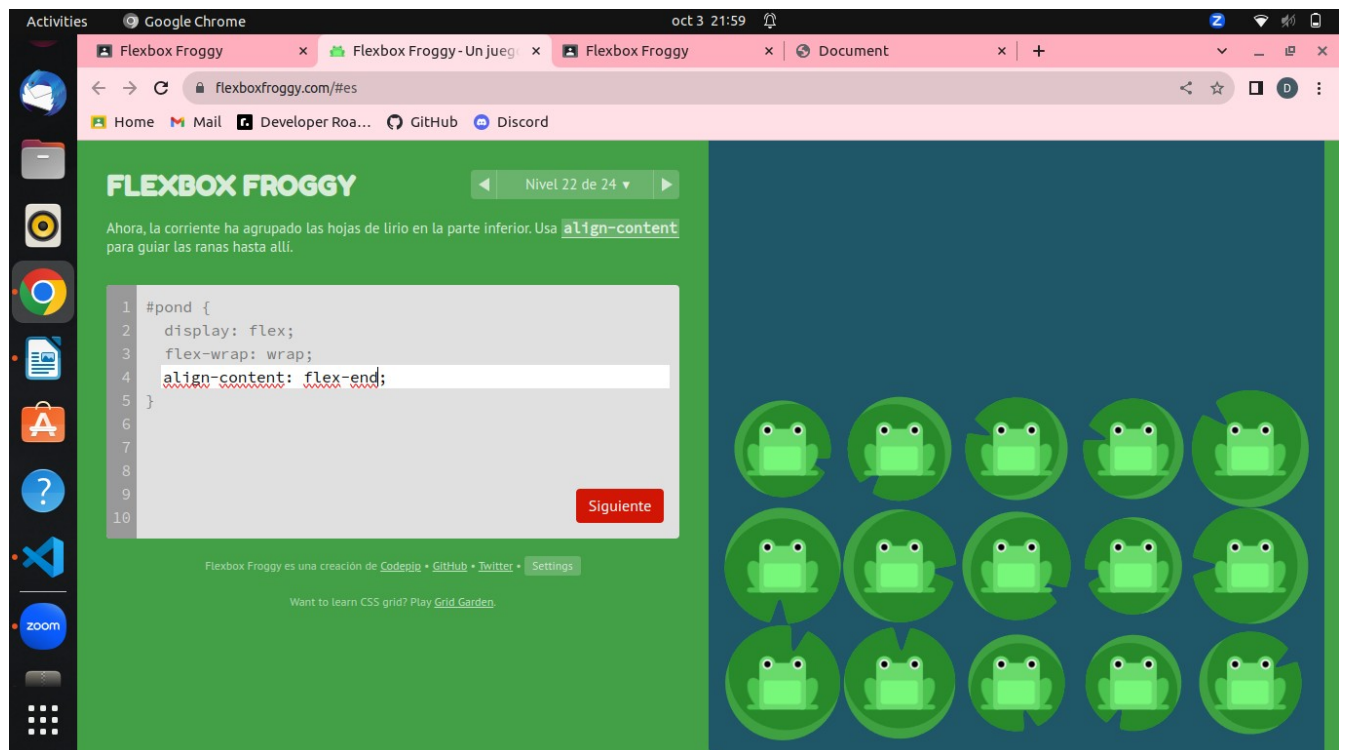 Activities
Google Chrome
oct 3 21:59
Z
Flexbox Froggy
Flexbox Froggy - Un jueg
Flexbox Froggy
Document
flexboxfroggy.com/#es
D
Home
Mail
Developer Roa...
GitHub
Discord
FLEXBOX FROGGY
Nivel 22 de 24 ▼
Ahora, la corriente ha agrupado las hojas de lirio en la parte inferior. Usa align-content
para guiar las ranas hasta allí.
1 #pond {
2 display: flex;
3 flex-wrap: wrap;
4 align-content: flex-end;
5 }
6
7
8
9
10
Siguiente
Flexbox Froggy es una creación de Codepip • GitHub • Twitter • Settings
Want to learn CSS grid? Play Grid Garden.
zoom